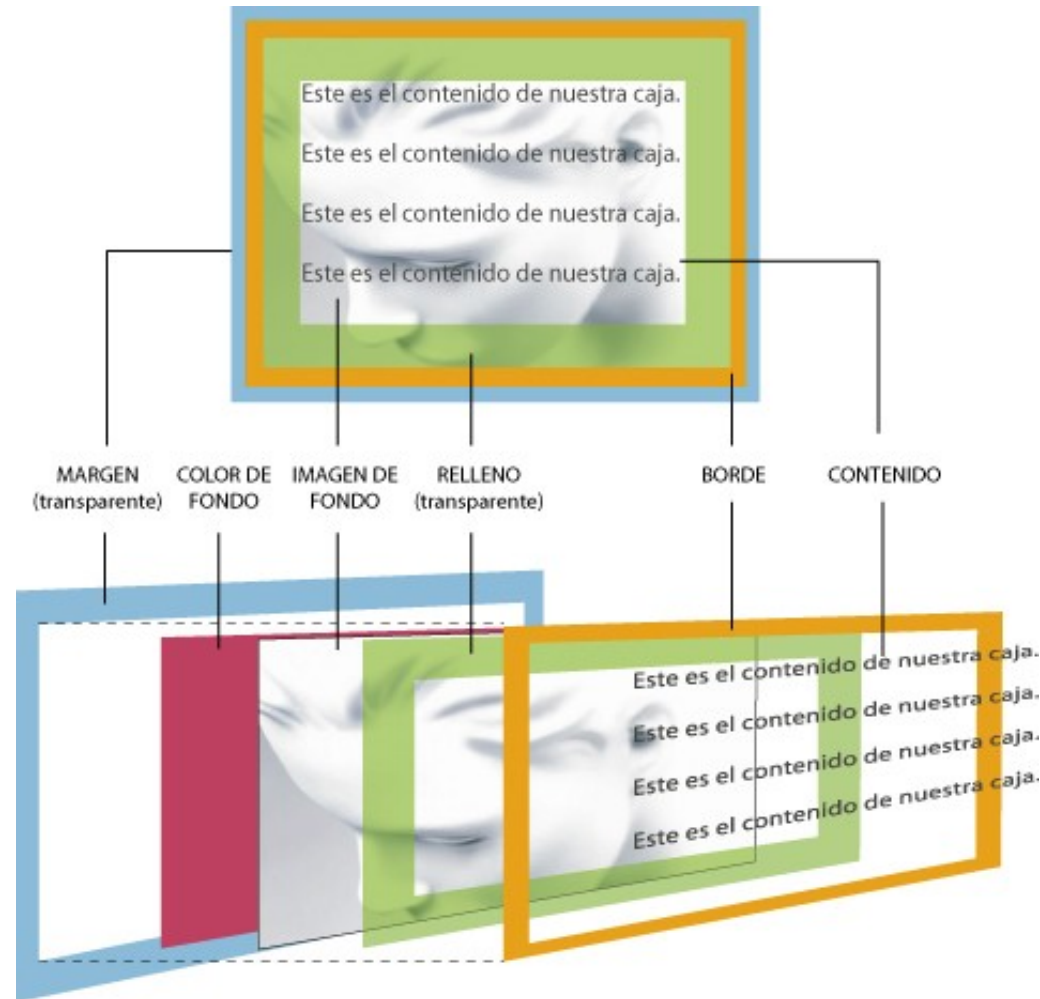 Este es el contenido de nuestra caja.
Este es el contenido de nuestra caja.
Este es el contenido de nuestra caja.
Este es el contenido de nuestra caja.
MARGEN
(transparente)
COLOR DE
FONDO
IMAGEN DE
FONDO
RELLENO
(transparente)
BORDE
CONTENIDO
Este es el contenido de nuestra caja.
Este es el contenido de nuestra caja.
Este es el contenido de nuestra caja.
Este es el contenido de nuestra caja.